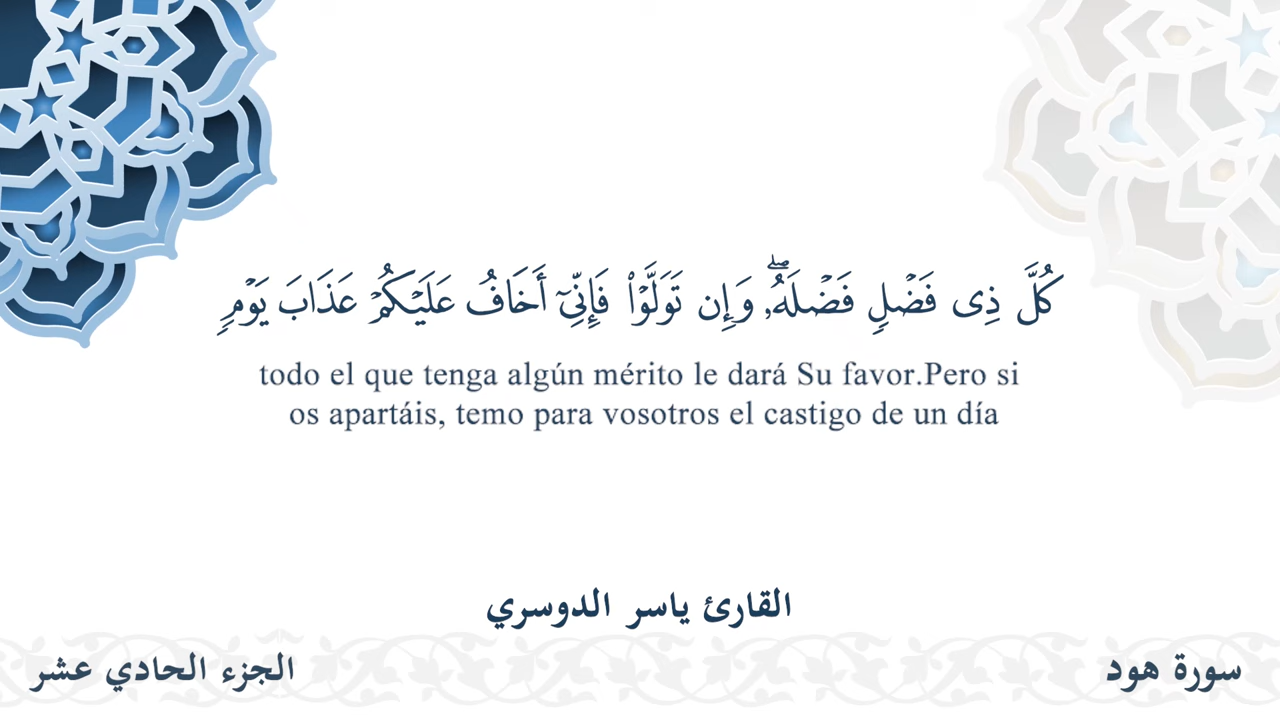 كُلَّ ذِى فَضۡلٖ فَضۡلَهُۥۖ وَإِن تَوَلَّوۡاْ فَإِنِّيٓ أَخَافُ عَلَيۡكُمۡ عَذَابَ يَوۡمٖ
todo el que tenga algún mérito le dará Su favor.Pero si
os apartáis, temo para vosotros el castigo de un día
القارئ ياسر الدوسري
سورة هود
الجزء الحادي عشر